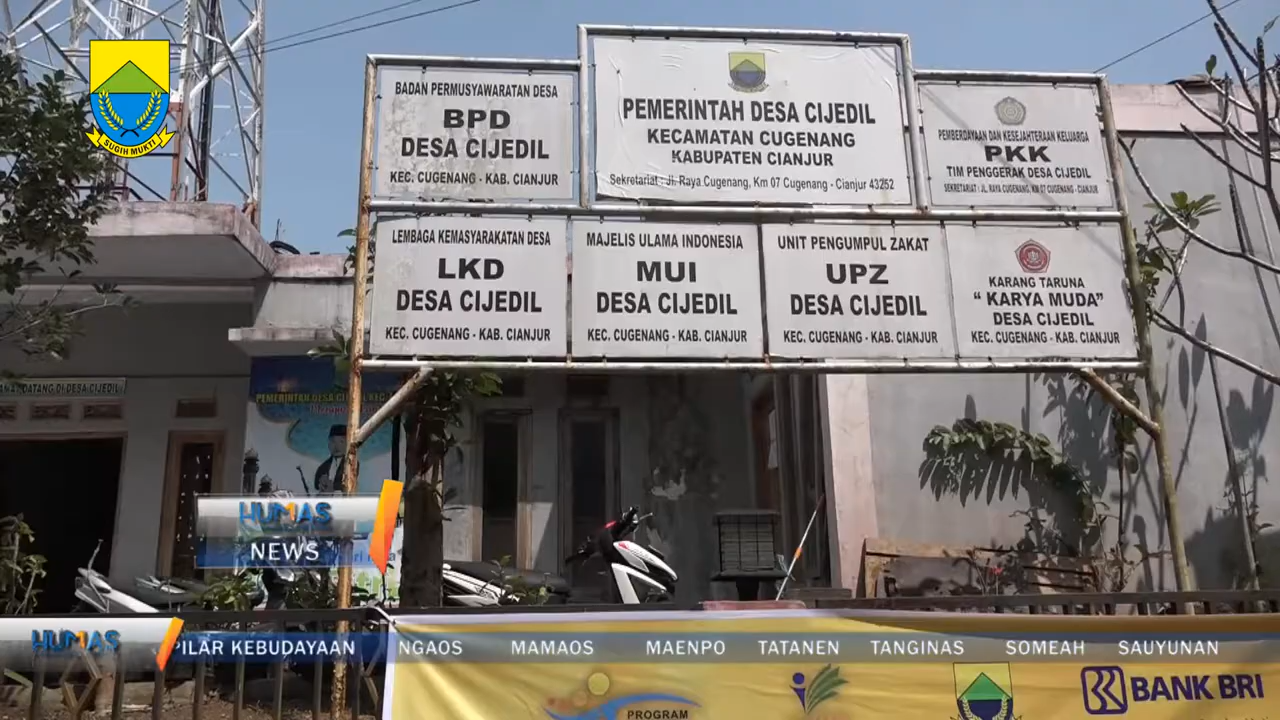 SUGIH MUKTI
BADAN PERMUSYAWARATAN DESA
BPD
DESA CIJEDIL
KEC. CUGENANG - KAB. CIANJUR
PEMERINTAH DESA CIJEDIL
KECAMATAN CUGENANG
KABUPATEN CIANJUR
Sekretariat : Jl. Raya Cugenang, Km 07 Cugenang - Cianjur 43252
PEMBERDAYAAN DAN KESEJAHTERAAN KELUARGA
PKK
TIM PENGGERAK DESA CIJEDIL
SEKRETARIAT : JL. RAYA CUGENANG, KM 07 CUGENANG - CIANJUR
LEMBAGA KEMASYARAKATAN DESA
LKD
DESA CIJEDIL
KEC. CUGENANG - KAB. CIANJUR
MAJELIS ULAMA INDONESIA
MUI
DESA CIJEDIL
KEC. CUGENANG - KAB. CIANJUR
UNIT PENGUMPUL ZAKAT
UPZ
DESA CIJEDIL
KEC. CUGENANG - KAB. CIANJUR
KARANG TARUNA
“ KARYA MUDA”
DESA CIJEDIL
KEC. CUGENANG - KAB. CIANJUR
DATANG DI DESA CIJEDIL
PEMERINTAH DESA
HUMAS
NEWS
HUMAS
PILAR KEBUDAYAAN NGAOS MAMAOS MAENPO TATANEN TANGINAS SOMEAH SAUYUNAN
PROGRAM
BANK BRI